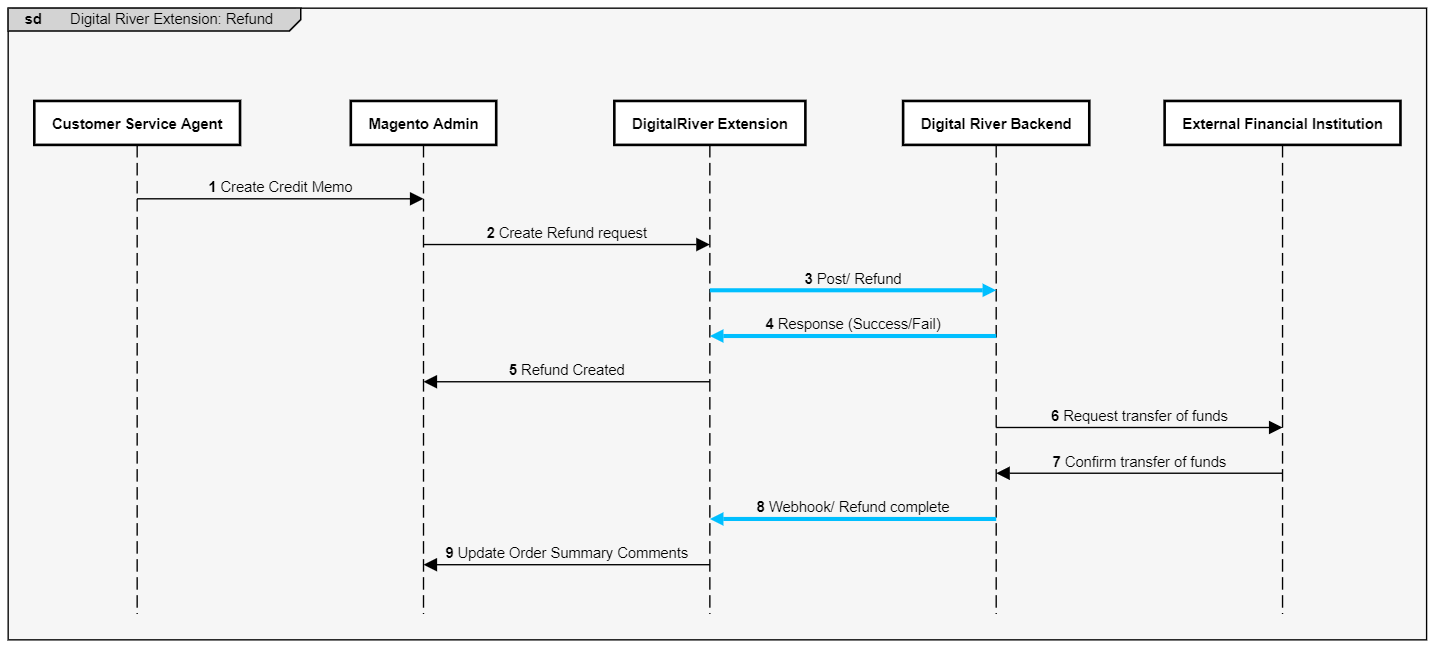 sd Digital River Extension: Refund
Customer Service Agent
Magento Admin
DigitalRiver Extension
Digital River Backend
External Financial Institution
1 Create Credit Memo
2 Create Refund request
3 Post/ Refund
4 Response (Success/Fail)
5 Refund Created
6 Request transfer of funds
7 Confirm transfer of funds
8 Webhook/ Refund complete
9 Update Order Summary Comments